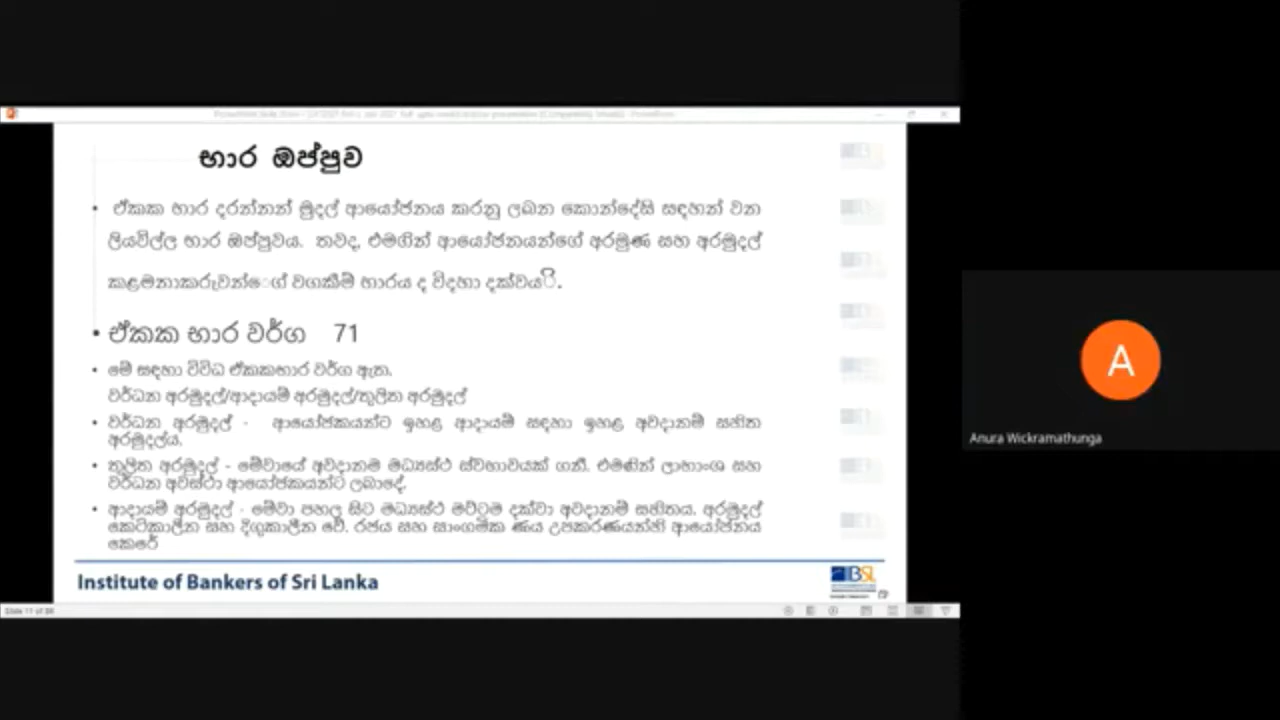 භාර ඔප්පුව
• ඒකක භාර දරන්නන් මුදල් ආයෝජනය කරනු ලබන කොන්දේසි සඳහන් වන
ලියවිල්ල භාර ඔප්පුවය. තවද, එමගින් ආයෝජනයන්ගේ අරමුණ සහ අරමුදල්
කළමනාකරුවන්ෙග් වගකීම් භාරය ද විදහා දක්වයි.
• ඒකක භාර වර්ග 71
• මේ සඳහා විවිධ ඒකකභාර වර්ග ඇත.
වර්ධන අරමුදල්/ආදායම් අරමුදල්/තුලිත අරමුදල්
• වර්ධන අරමුදල් - ආයෝජකයන්ට ඉහළ ආදායම් සඳහා ඉහළ අවදානම් සහිත
අරමුදල්ය.
• තුලිත අරමුදල් - මේවායේ අවදානම මධ්‍යස්ථ ස්වභාවයක් ගනී. එමඟින් ලාභාංශ සහ
වර්ධන අවස්ථා ආයෝජකයන්ට ලබාදේ.
• ආදායම් අරමුදල් - මේවා පහල සිට මධ්‍යස්ථ මට්ටම දක්වා අවදානම් සහිතය. අරමුදල්
කෙටිකාලීන සහ දිගුකාලීන වේ. රජය සහ සාංගමික ණය උපකරණයන්හි ආයෝජනය
කෙරේ
Institute of Bankers of Sri Lanka
IBSL
A
Anura Wickramathunga